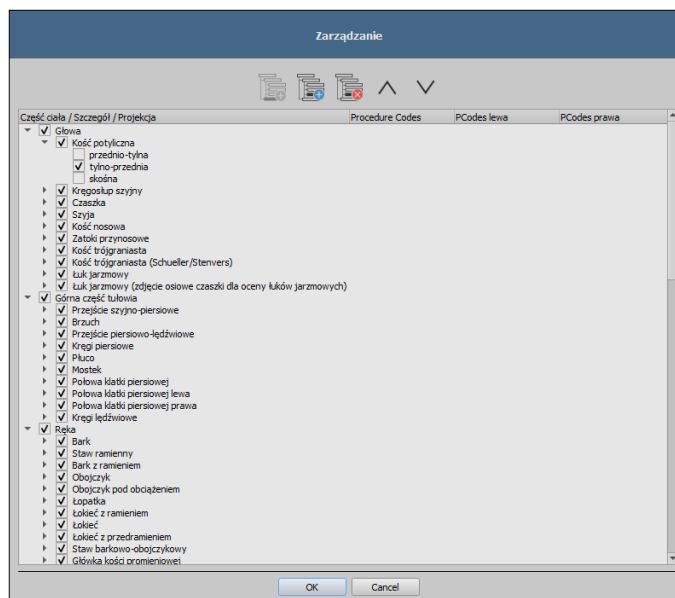 Zarządzanie
Część ciała / Szczegół / Projekcja Procedure Codes PCodes lewa PCodes prawa
Głowa
Kość potyliczna
przednio-tylna
tylno-przednia
skośna
Kręgosłup szyjny
Czaszka
Szyja
Kość nosowa
Zatoki przynosowe
Kość trójgraniasta
Kość trójgraniasta (Schueller/Stenvers)
Łuk jarzmowy
Łuk jarzmowy (zdjęcie osiowe czaszki dla oceny łuków jarzmowych)
Górna część tułowia
Przejście szyjno-piersiowe
Brzuch
Przejście piersiowo-lędźwiowe
Kręgi piersiowe
Płuco
Mostek
Połowa klatki piersiowej
Połowa klatki piersiowej lewa
Połowa klatki piersiowej prawa
Kręgi lędźwiowe
Ręka
Bark
Staw ramienny
Bark z ramieniem
Obojczyk
Obojczyk pod obciążeniem
Łopatka
Łokieć z ramieniem
Łokieć
Łokieć z przedramieniem
Staw barkowo-obojczykowy
Główka kości promieniowej
OK Cancel